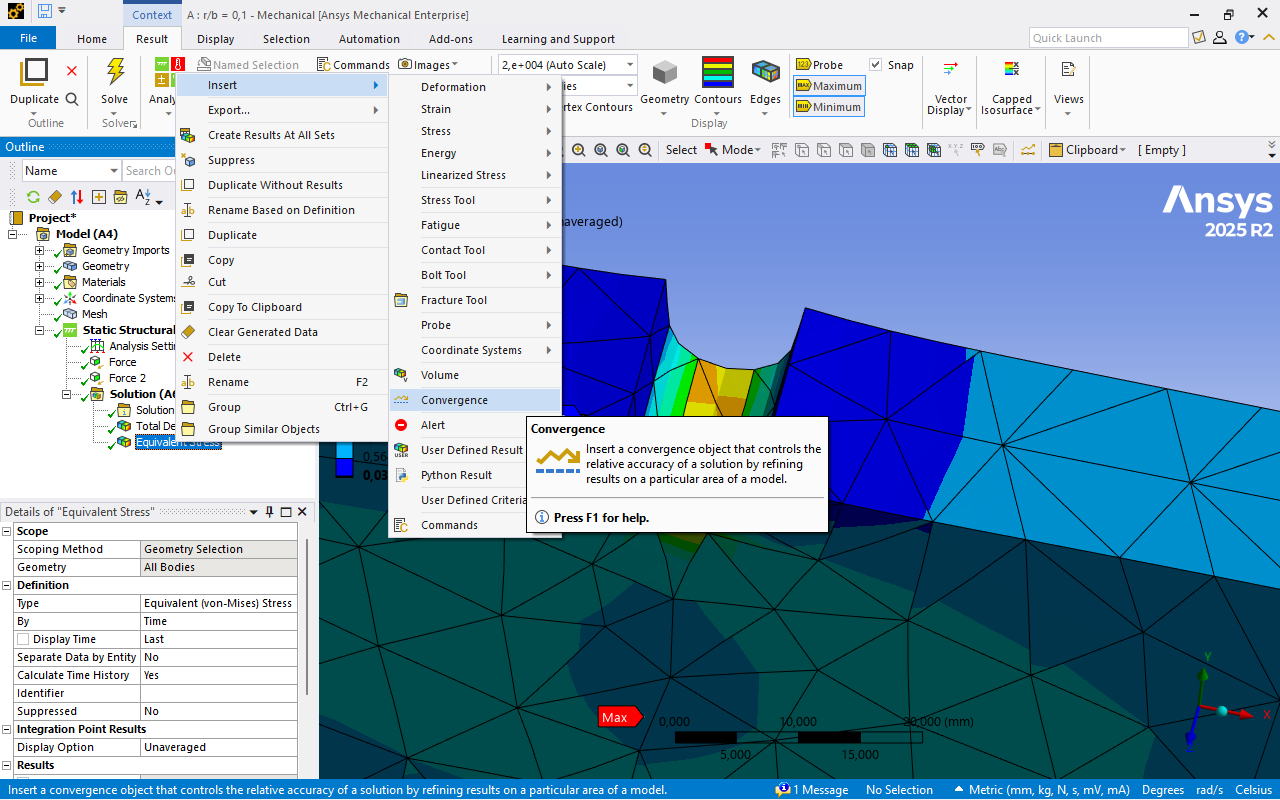 Context
A : r/b = 0,1 - Mechanical [Ansys Mechanical Enterprise]
File
Home
Result
Display
Selection
Automation
Add-ons
Learning and Support
Quick Launch
Duplicate
Outline
Solve
Solver
Analy
Named Selection
Commands
Images
2,e+004 (Auto Scale)
ies
rtex Contours
Geometry
Contours
Edges
Display
Probe
Snap
Maximum
Minimum
Vector
Display
Capped
Isosurface
Views
Select
Mode
Clipboard
[ Empty ]
Outline
Name
Search Ou
Project*
Model (A4)
Geometry Imports
Geometry
Materials
Coordinate Systems
Mesh
Static Structural
Analysis Setti
Force
Force 2
Solution (A6
Solution
Total De
Equivalent Stress
Insert
Export...
Create Results At All Sets
Suppress
Duplicate Without Results
Rename Based on Definition
Duplicate
Copy
Cut
Copy To Clipboard
Clear Generated Data
Delete
Rename F2
Group Ctrl+G
Group Similar Objects
Deformation
Strain
Stress
Energy
Linearized Stress
Stress Tool
Fatigue
Contact Tool
Bolt Tool
Fracture Tool
Probe
Coordinate Systems
Volume
Convergence
Alert
User Defined Result
Python Result
User Defined Criteria
Commands
Convergence
Insert a convergence object that controls the
relative accuracy of a solution by refining
results on a particular area of a model.
Press F1 for help.
naveraged)
Ansys
2025 R2
0,56
0,03
Max
0,000 10,000 20,000 (mm)
5,000 15,000
Y
X
Details of "Equivalent Stress"
Scope
Scoping Method Geometry Selection
Geometry All Bodies
Definition
Type Equivalent (von-Mises) Stress
By Time
Display Time Last
Separate Data by Entity No
Calculate Time History Yes
Identifier
Suppressed No
Integration Point Results
Display Option Unaveraged
Results
Insert a convergence object that controls the relative accuracy of a solution by refining results on a particular area of a model.
1 Message
No Selection
Metric (mm, kg, N, s, mV, mA)
Degrees
rad/s
Celsius